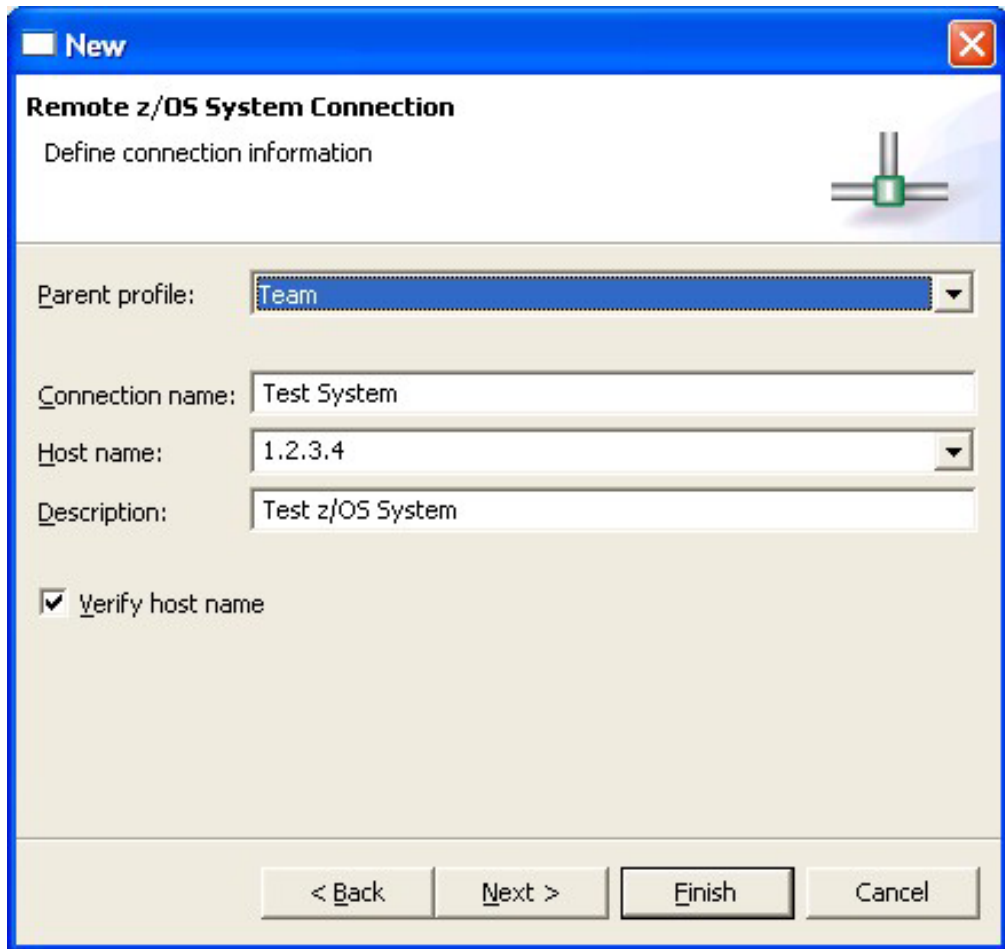 New
Remote z/OS System Connection
Define connection information
Parent profile: Team
Connection name: Test System
Host name: 1.2.3.4
Description: Test z/OS System
Verify host name
< Back Next > Finish Cancel